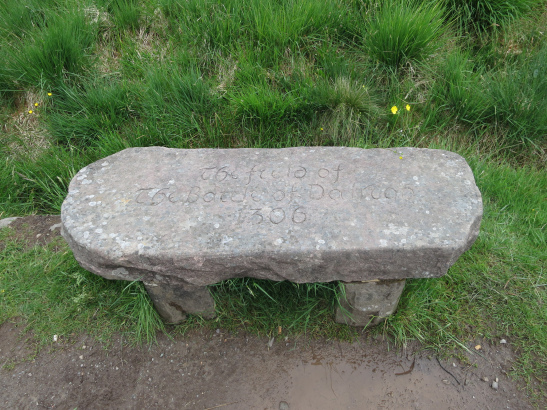 The field of
The Battle of Dalrigh
1306